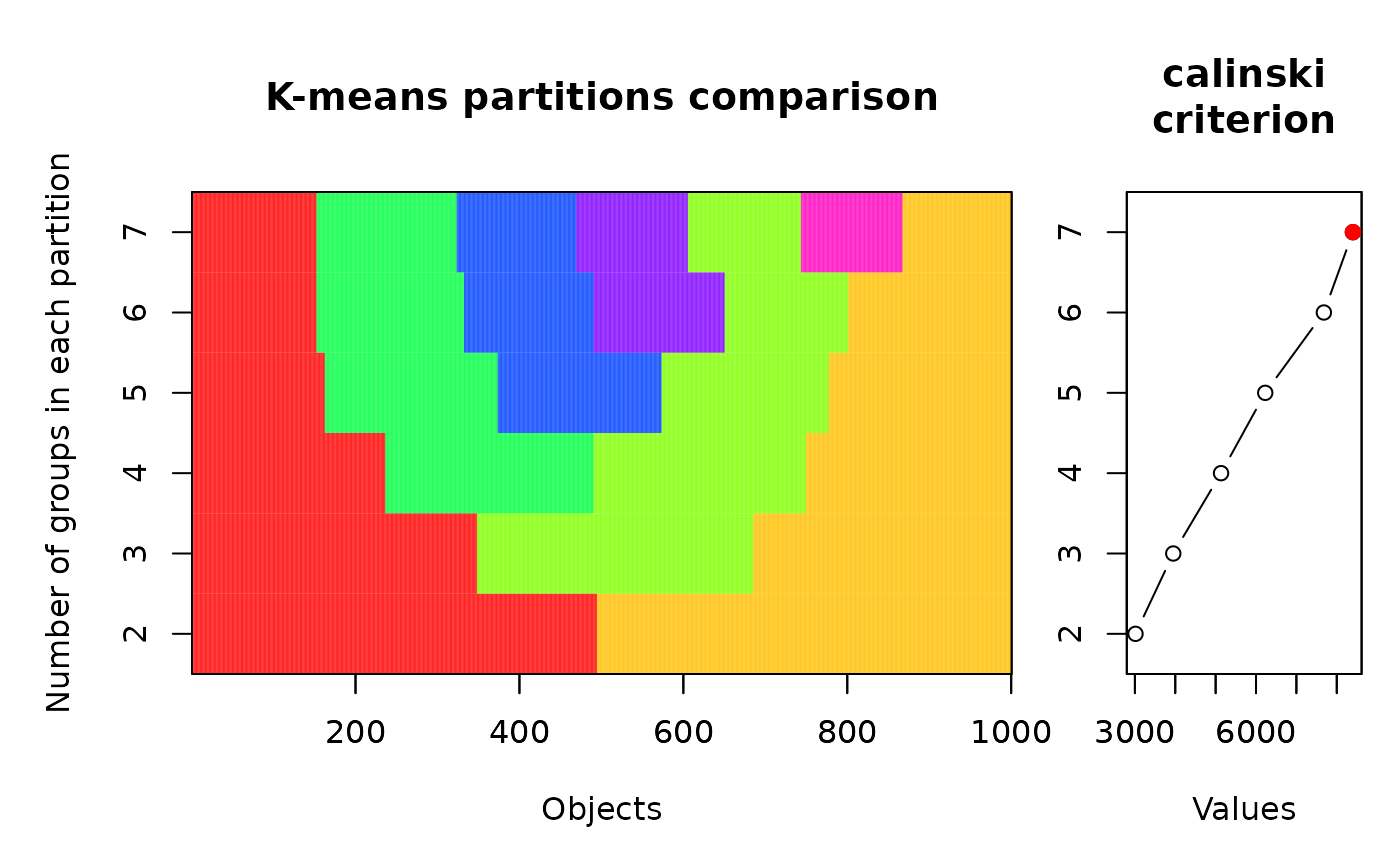 K-means partitions comparison
Number of groups in each partition
7
6
5
4
3
2
200 400 600 800 1000
Objects
calinski
criterion
7
6
5
4
3
2
3000 6000
Values